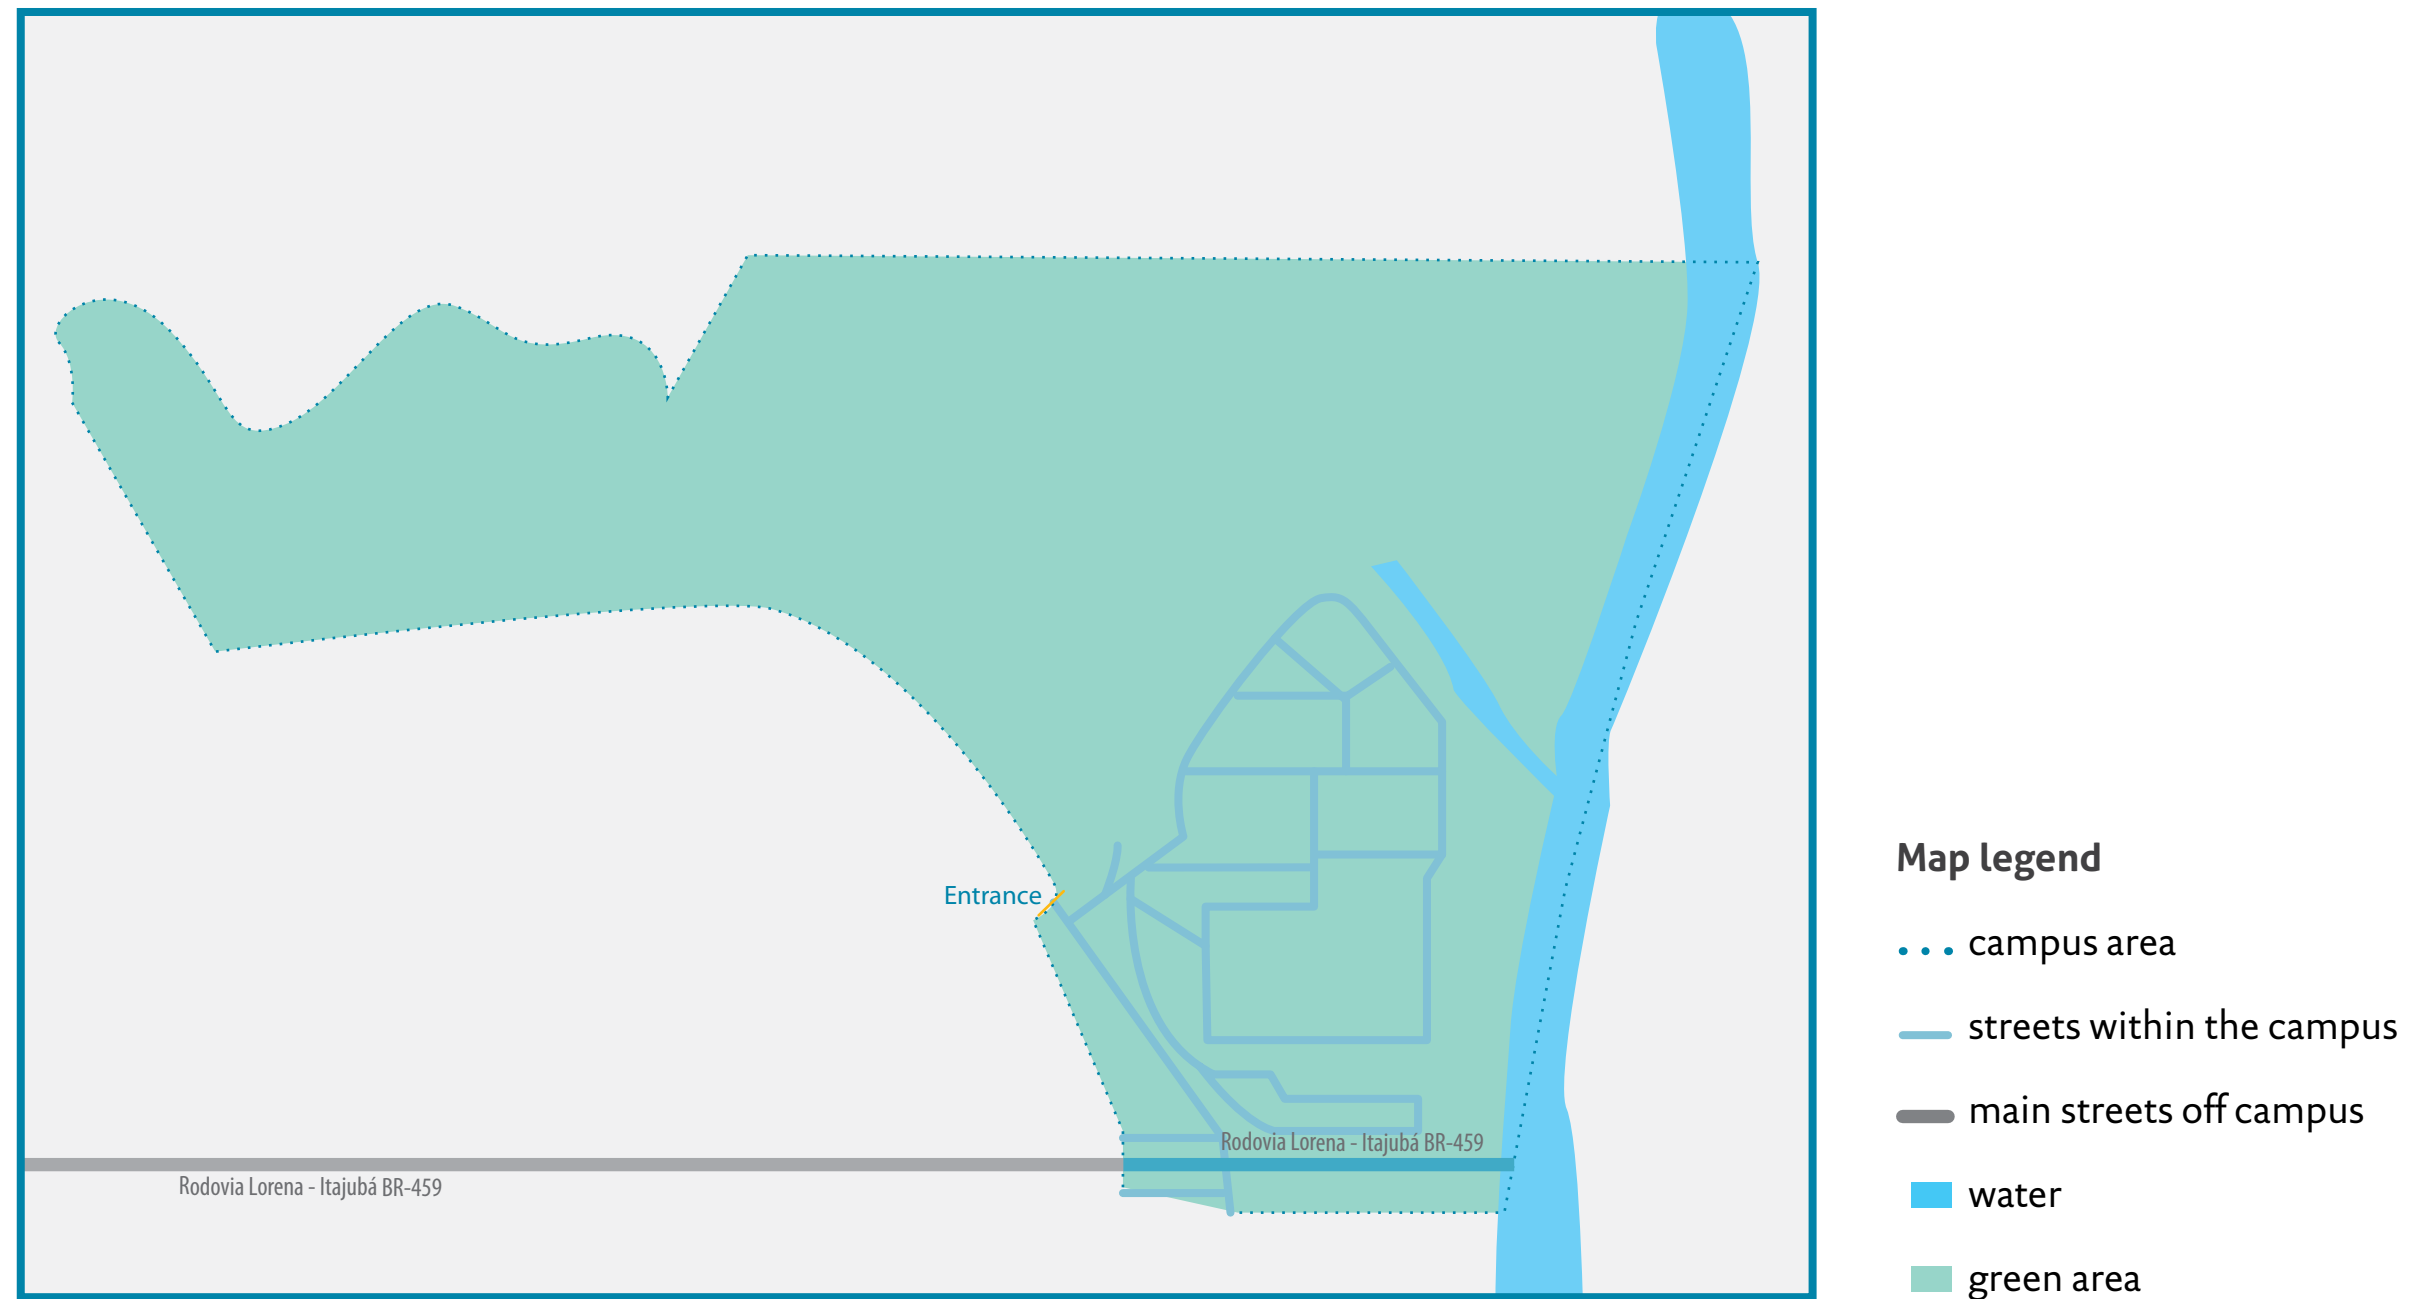 Entrance
Rodovia Lorena - Itajubá BR-459
Rodovia Lorena - Itajubá BR-459
Map legend
campus area
streets within the campus
main streets off campus
water
green area